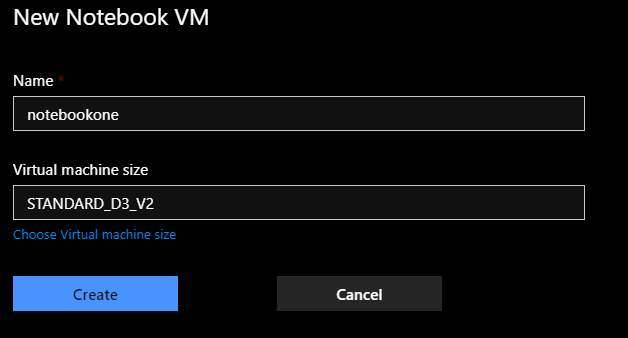 New Notebook VM
Name *
notebookone
Virtual machine size
STANDARD_D3_V2
Choose Virtual machine size
Create Cancel